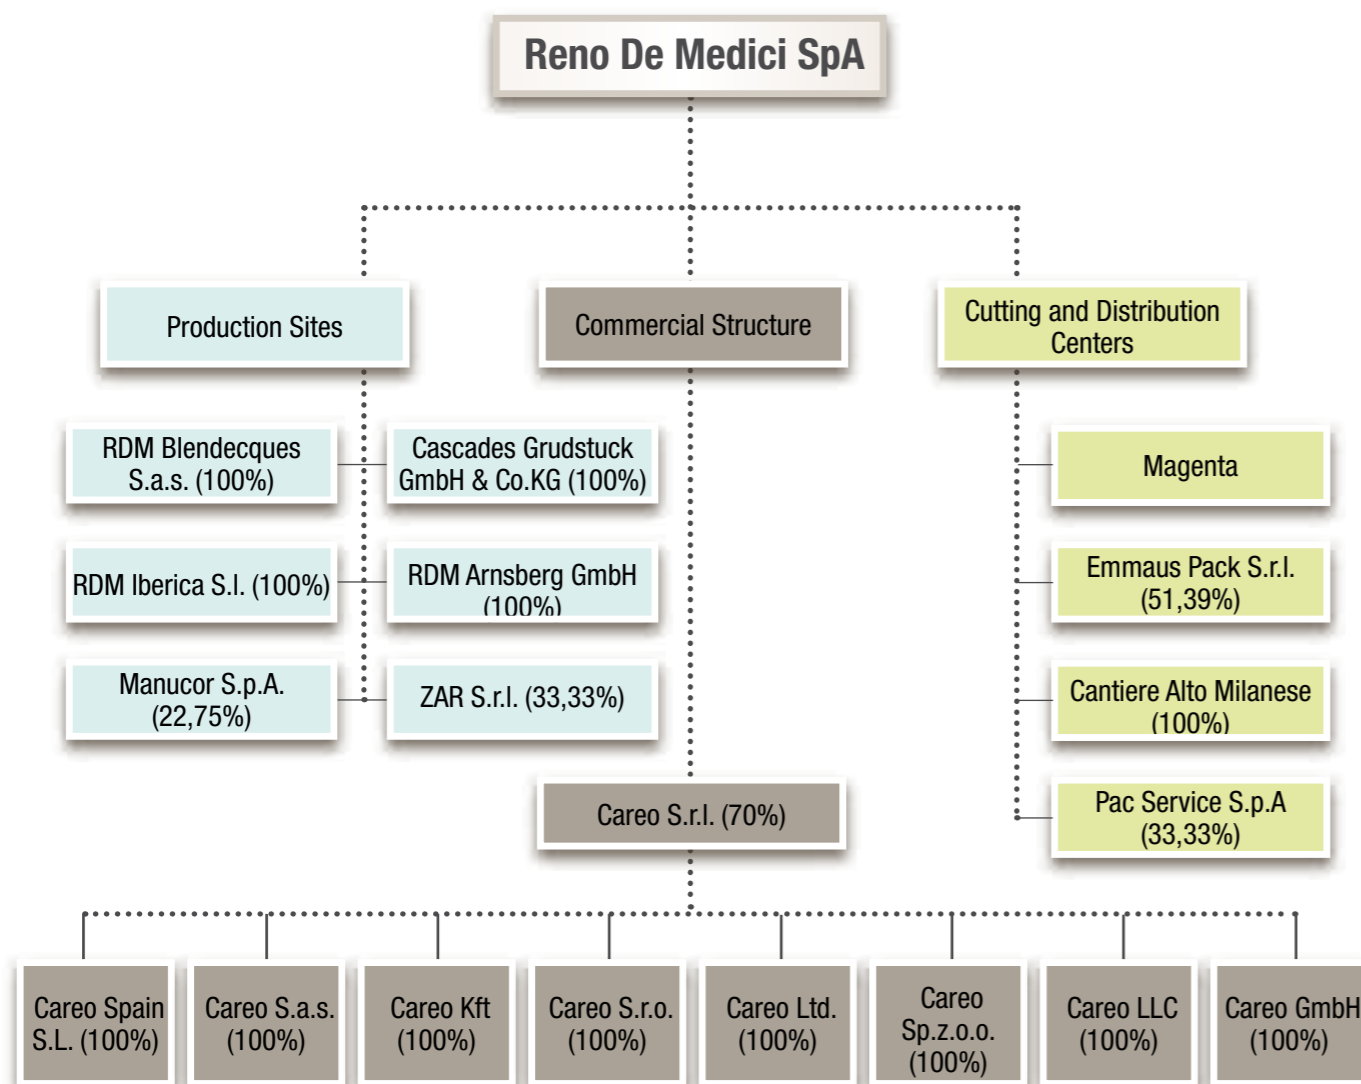 Reno De Medici SpA
Production Sites
Commercial Structure
Cutting and Distribution
Centers
RDM Blendecques
S.a.s. (100%)
Cascades Grudstuck
GmbH & Co.KG (100%)
Magenta
RDM Iberica S.l. (100%)
RDM Arnsberg GmbH
(100%)
Emmaus Pack S.r.l.
(51,39%)
Manucor S.p.A.
(22,75%)
ZAR S.r.l. (33,33%)
Cantiere Alto Milanese
(100%)
Careo S.r.l. (70%)
Pac Service S.p.A
(33,33%)
Careo Spain
S.L. (100%)
Careo S.a.s.
(100%)
Careo Kft
(100%)
Careo S.r.o.
(100%)
Careo Ltd.
(100%)
Careo
Sp.z.o.o.
(100%)
Careo LLC
(100%)
Careo GmbH
(100%)